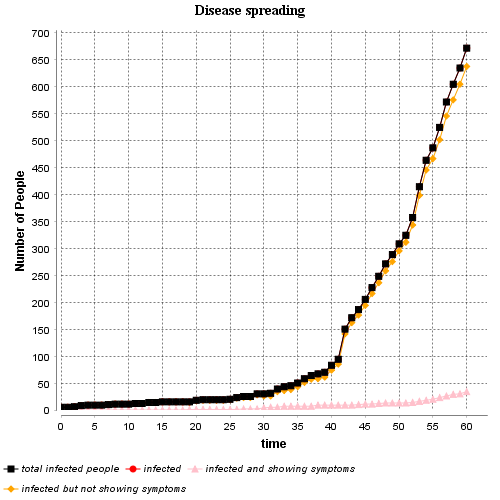 Disease spreading
Number of People
700
650
600
550
500
450
400
350
300
250
200
150
100
50
0
0 5 10 15 20 25 30 35 40 45 50 55 60
time
total infected people infected infected and showing symptoms
infected but not showing symptoms